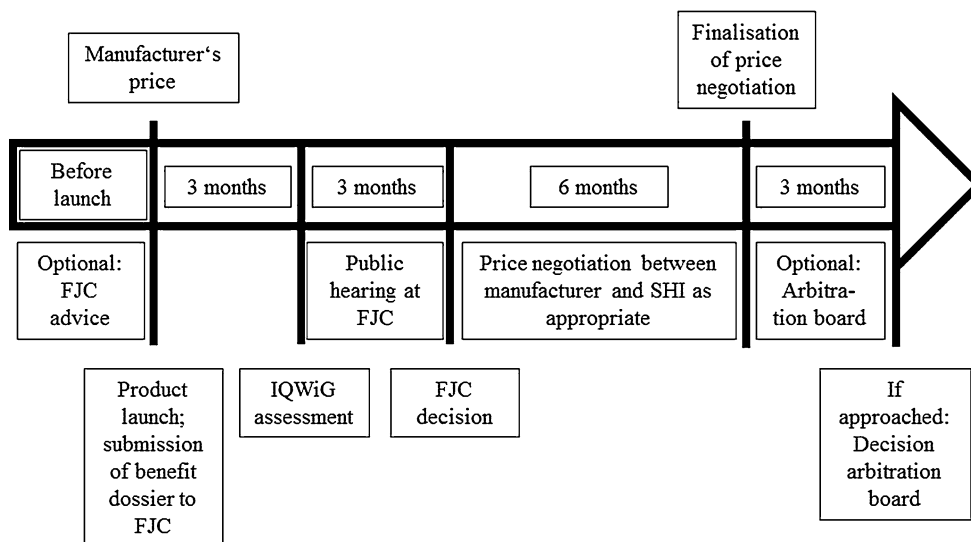 Manufacturer‘s
price
Finalisation
of price
negotiation
Before
launch
3 months
3 months
6 months
3 months
Optional:
FJC
advice
Public
hearing at
FJC
Price negotiation between
manufacturer and SHI as
appropriate
Optional:
Arbitra-
tion board
Product
launch;
submission
of benefit
dossier to
FJC
IQWiG
assessment
FJC
decision
If
approached:
Decision
arbitration
board